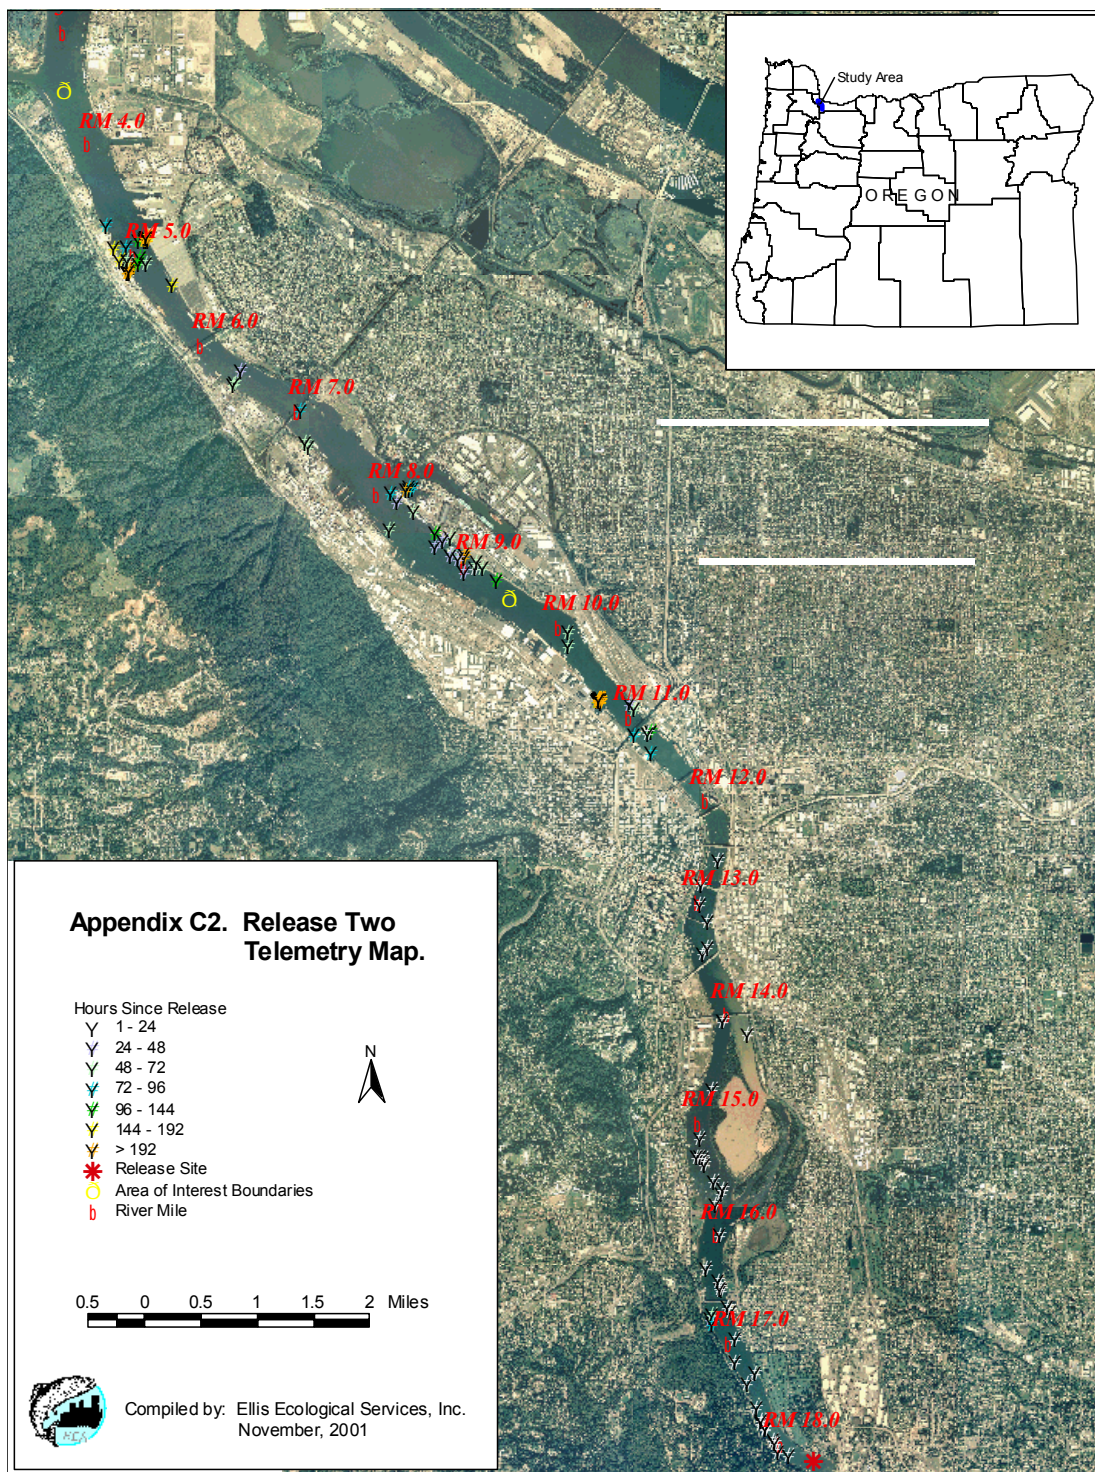 Study Area
OREGON
RM 4.0
RM 5.0
RM 6.0
RM 7.0
RM 8.0
RM 9.0
RM 10.0
RM 11.0
RM 12.0
RM 13.0
RM 14.0
RM 15.0
RM 16.0
RM 17.0
RM 18.0
Appendix C2. Release Two
Telemetry Map.
Hours Since Release
1 - 24
24 - 48
48 - 72
72 - 96
96 - 144
144 - 192
> 192
Release Site
Area of Interest Boundaries
River Mile
N
0.5 0 0.5 1 1.5 2 Miles
Compiled by: Ellis Ecological Services, Inc.
November, 2001